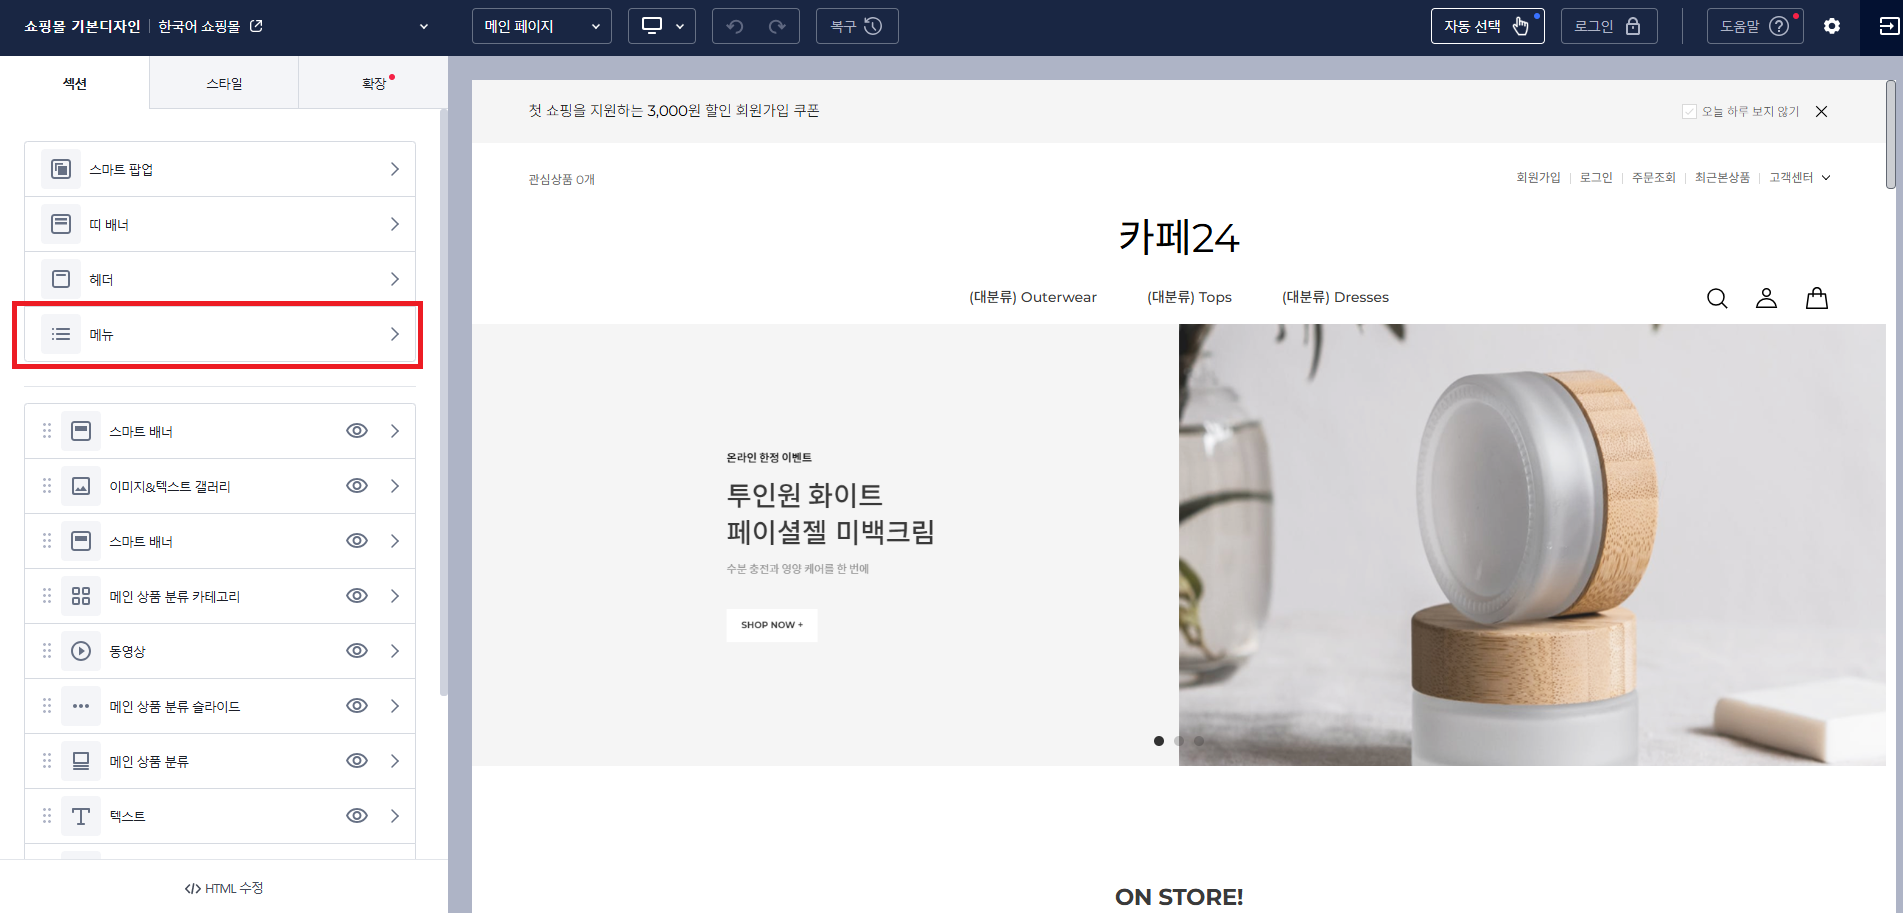 쇼핑몰 기본디자인 한국어 쇼핑몰
메인 페이지
복구
자동 선택
로그인
도움말
섹션
스타일
확장
스마트 팝업
띠 배너
헤더
메뉴
스마트 배너
이미지&텍스트 갤러리
스마트 배너
메인 상품 분류 카테고리
동영상
메인 상품 분류 슬라이드
메인 상품 분류
텍스트
</> HTML 수정
첫 쇼핑을 지원하는 3,000원 할인 회원가입 쿠폰
오늘 하루 보지 않기
관심상품 0개
회원가입 로그인 주문조회 최근본상품 고객센터
카페24
(대분류) Outerwear (대분류) Tops (대분류) Dresses
온라인 한정 이벤트
투인원 화이트
페이셜젤 미백크림
수분 충전과 영양 케어를 한 번에
SHOP NOW +
ON STORE!